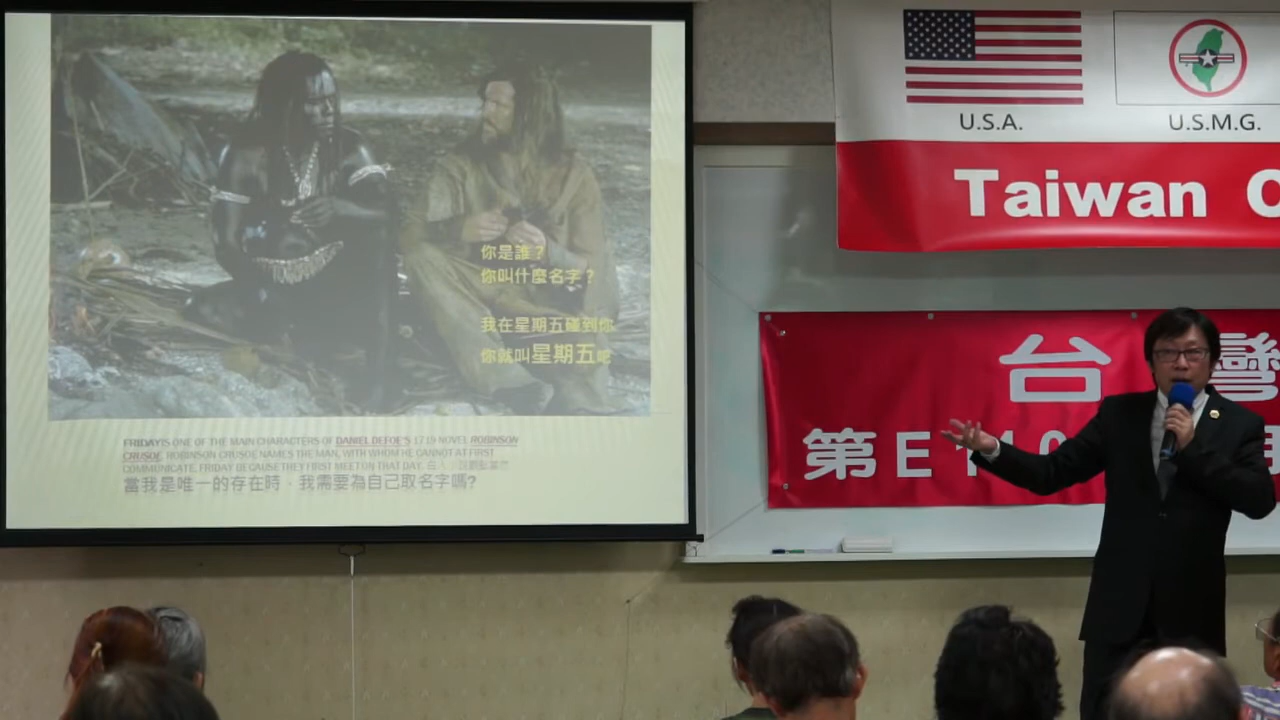 你是誰？
你叫什麼名字？
我在星期五碰到你
你就叫星期五吧
FRIDAY IS ONE OF THE MAIN CHARACTERS OF DANIEL DEFOE'S 1719 NOVEL ROBINSON
CRUSOE. ROBINSON CRUSOE NAMES THE MAN, WITH WHOM HE CANNOT AT FIRST
COMMUNICATE, FRIDAY BECAUSE THEY FIRST MEET ON THAT DAY.
當我是唯一的存在時，我需要為自己取名字嗎?
U.S.A.
U.S.M.G.
Taiwan C
台灣
第E1